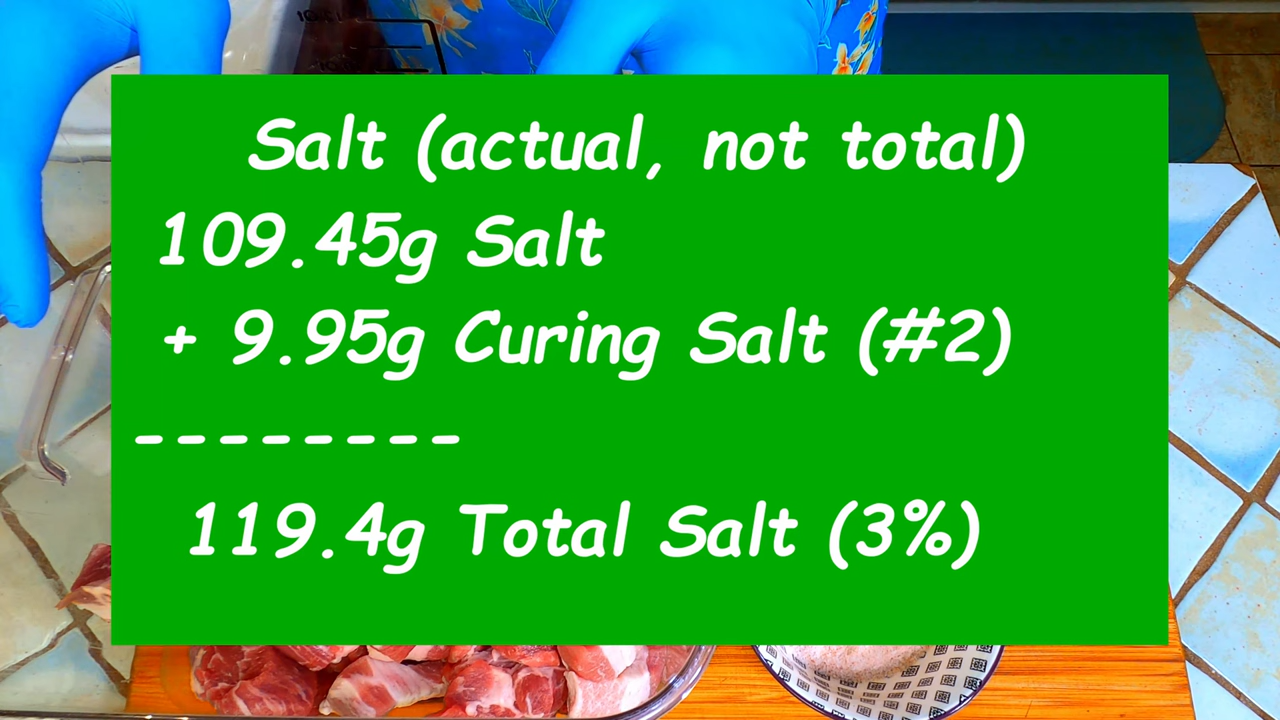 Salt (actual, not total)
109.45g Salt
+ 9.95g Curing Salt (#2)
--------
119.4g Total Salt (3%)